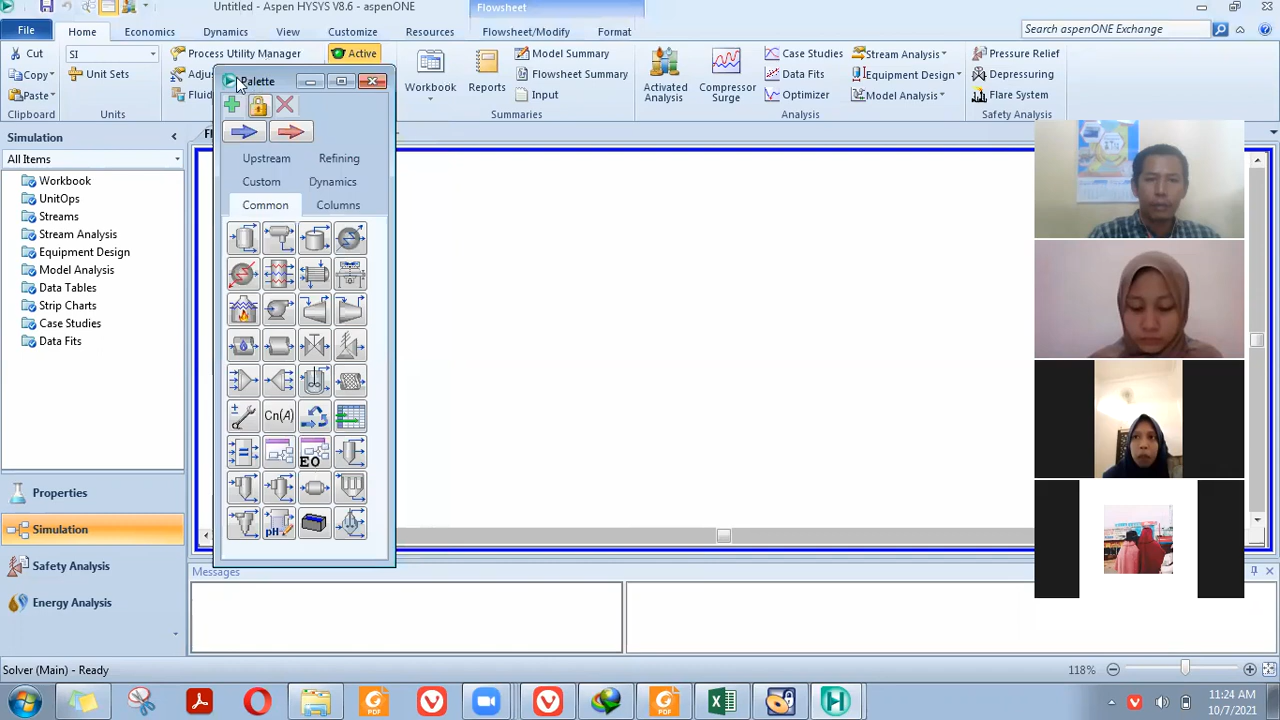 Untitled - Aspen HYSYS V8.6 - aspenONE
Flowsheet
File
Home
Economics
Dynamics
View
Customize
Resources
Flowsheet/Modify
Format
Search aspenONE Exchange
Cut
SI
Process Utility Manager
Active
Model Summary
Case Studies
Stream Analysis
Pressure Relief
Copy
Unit Sets
Adju
Workbook
Reports
Flowsheet Summary
Activated Analysis
Compressor Surge
Data Fits
Equipment Design
Depressuring
Paste
Fluid
Input
Optimizer
Model Analysis
Flare System
Clipboard
Units
Summaries
Analysis
Safety Analysis
Palette
Upstream
Refining
Custom
Dynamics
Common
Columns
Cn(A)
EO
pH
Simulation
All Items
Workbook
UnitOps
Streams
Stream Analysis
Equipment Design
Model Analysis
Data Tables
Strip Charts
Case Studies
Data Fits
Properties
Simulation
Safety Analysis
Energy Analysis
Messages
Solver (Main) - Ready
118%
PDF
PDF
11:24 AM
10/7/2021